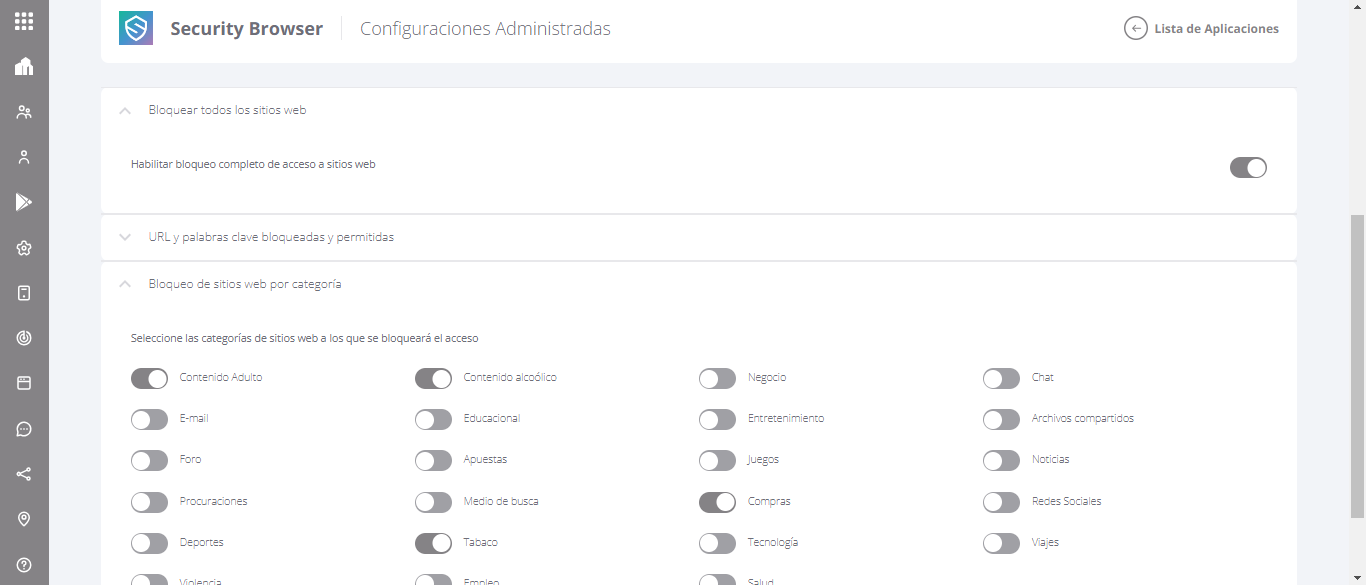 Security Browser
Configuraciones Administradas
Lista de Aplicaciones
Bloquear todos los sitios web
Habilitar bloqueo completo de acceso a sitios web
URL y palabras clave bloqueadas y permitidas
Bloqueo de sitios web por categoría
Seleccione las categorías de sitios web a los que se bloqueará el acceso
Contenido Adulto
Contenido alcoólico
Negocio
Chat
E-mail
Educacional
Entretenimiento
Archivos compartidos
Foro
Apuestas
Juegos
Noticias
Procuraciones
Medio de busca
Compras
Redes Sociales
Deportes
Tabaco
Tecnología
Viajes
Violencia
Empleo
Salud